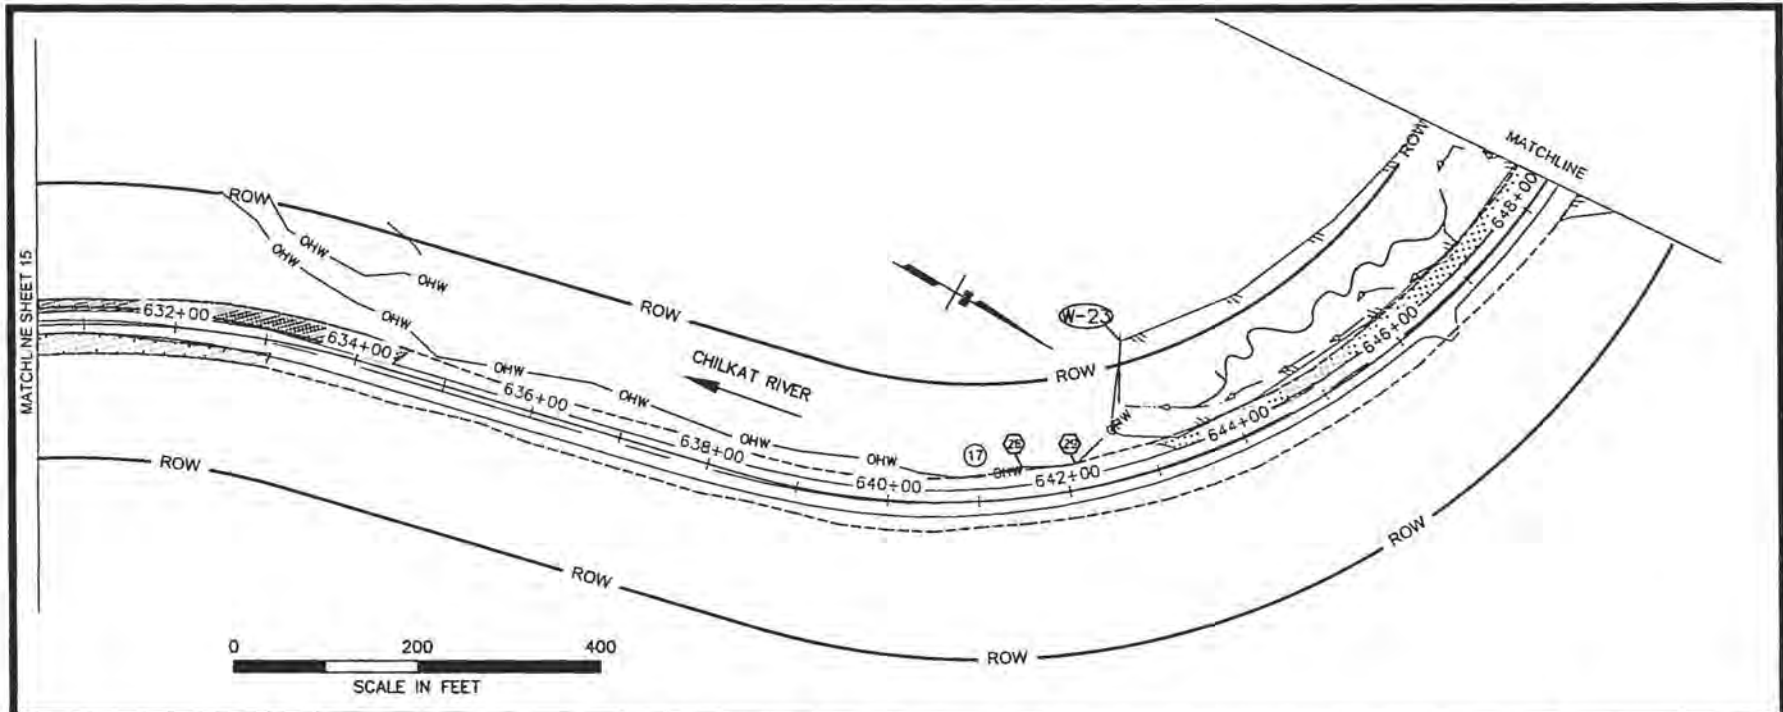 MATCHLINE SHEET 15
MATCHLINE
ROW
ROW
ROW
ROW
ROW
ROW
ROW
ROW
OHW
OHW
OHW
OHW
OHW
OHW
OHW
OHW
OHW
W-23
CHILKAT RIVER
632+00
634+00
636+00
638+00
640+00
642+00
644+00
646+00
648+00
17
29
0 200 400
SCALE IN FEET